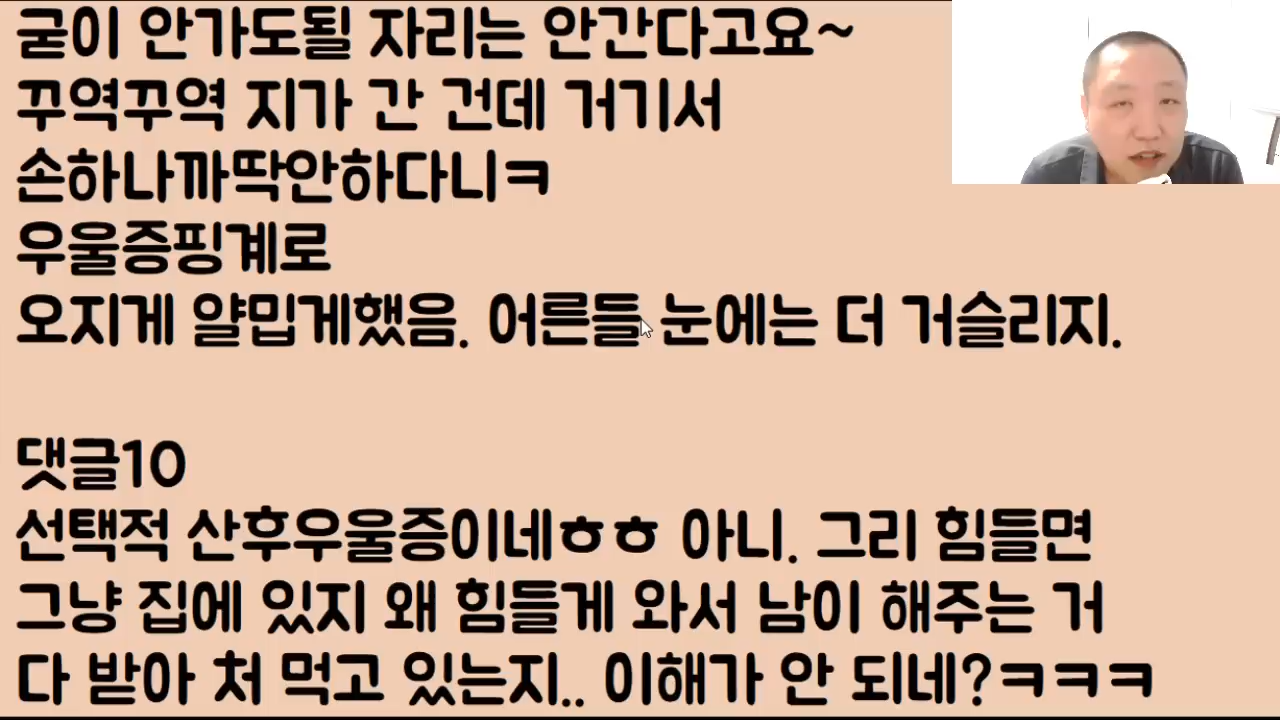 굳이 안가도될 자리는 안간다고요~
꾸역꾸역 지가 간 건데 거기서
손하나까딱안하다니ㅋ
우울증핑계로
오지게 얄밉게했음. 어른들 눈에는 더 거슬리지.
댓글10
선택적 산후우울증이네ㅎㅎ 아니. 그리 힘들면
그냥 집에 있지 왜 힘들게 와서 남이 해주는 거
다 받아 처 먹고 있는지.. 이해가 안 되네?ㅋㅋㅋ